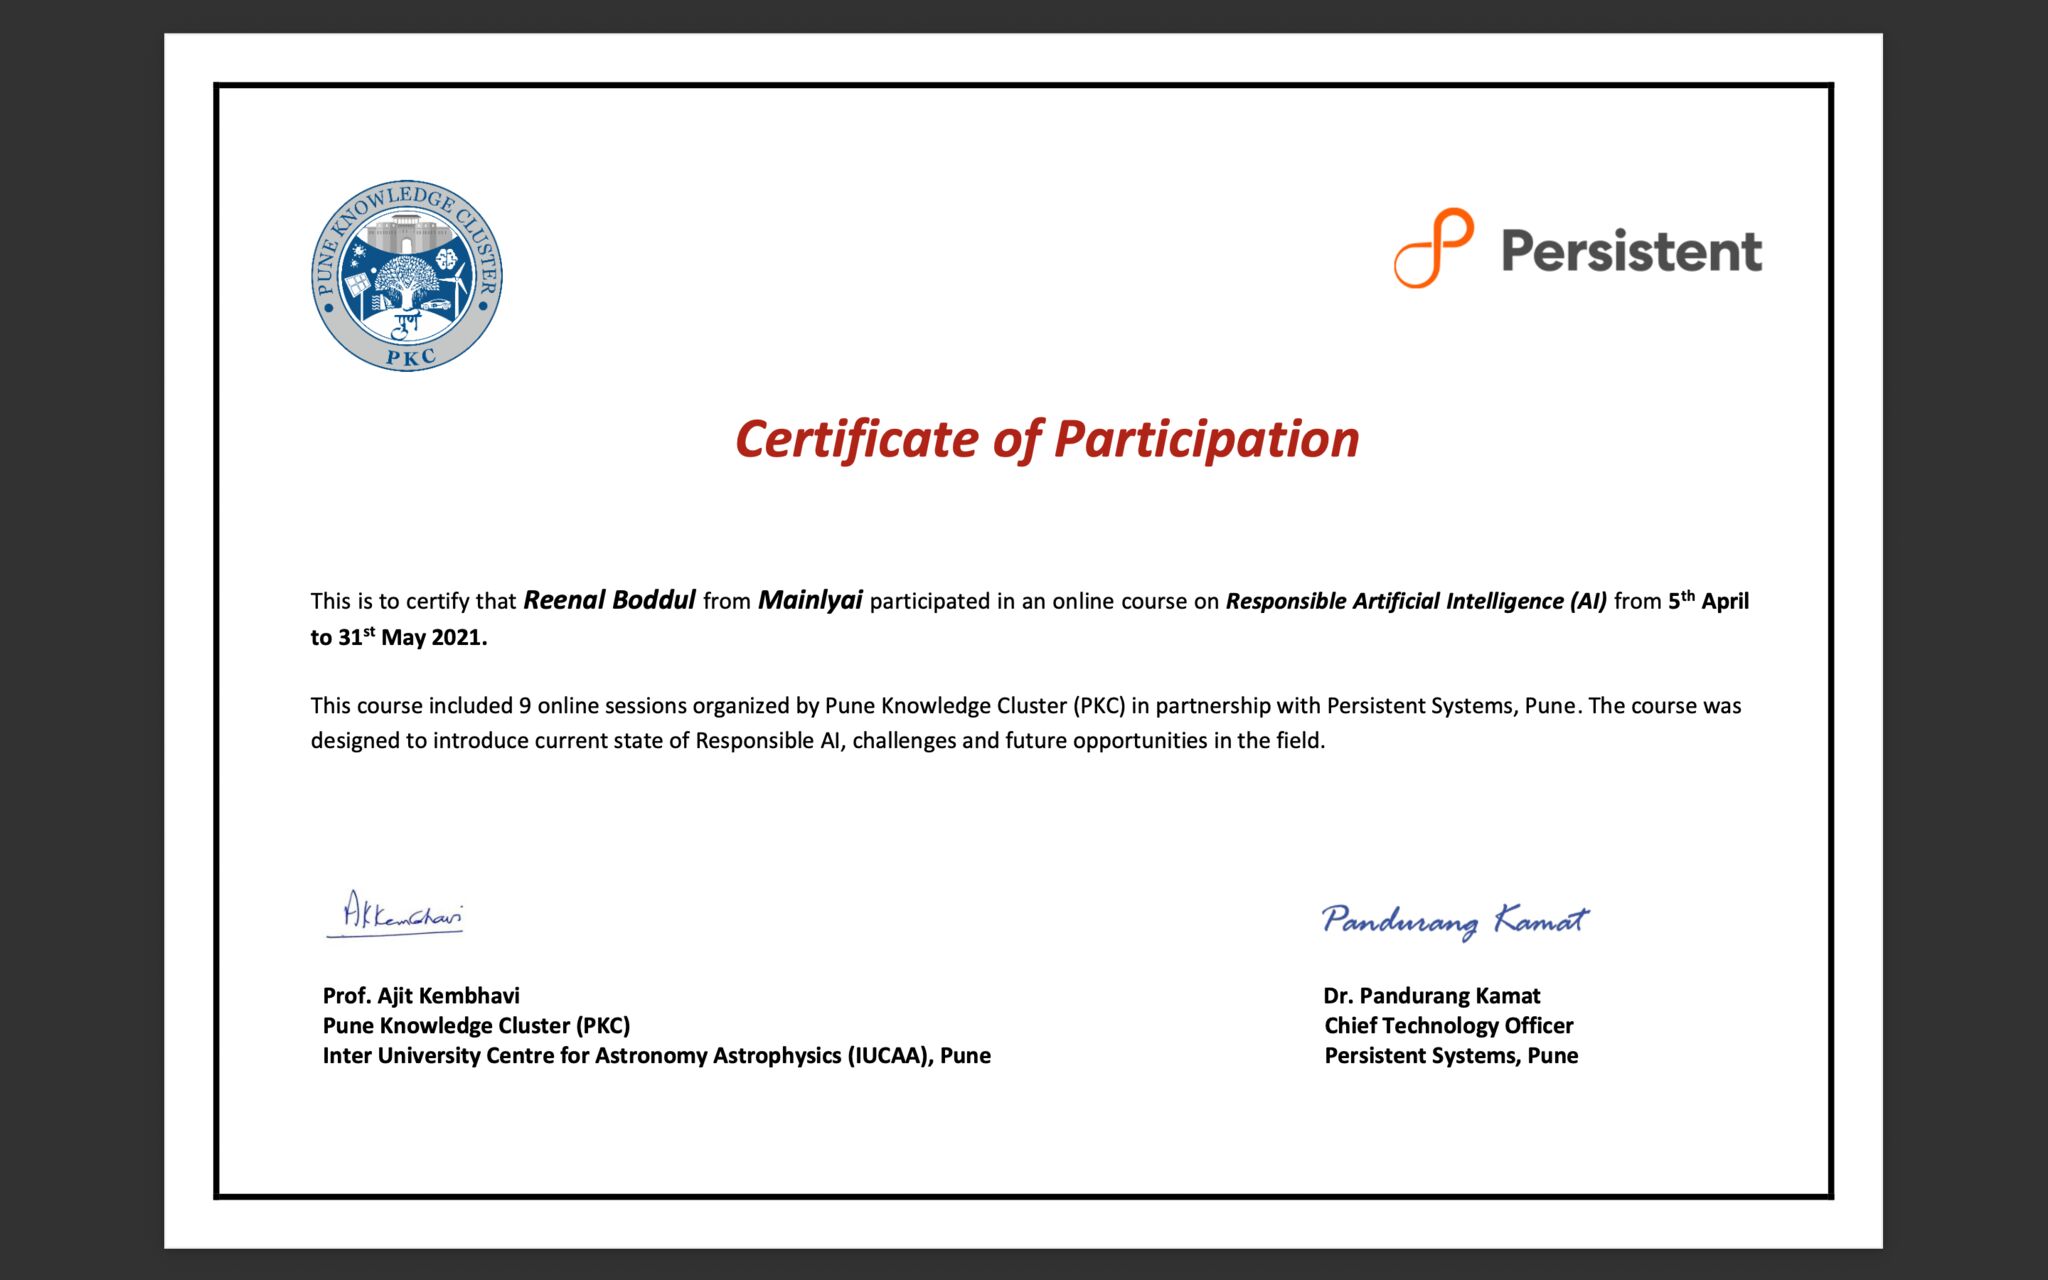 PUNE KNOWLEDGE CLUSTER
पुणे
PKC
Persistent
Certificate of Participation
This is to certify that Reenal Boddul from Mainlyai participated in an online course on Responsible Artificial Intelligence (AI) from 5th April
to 31st May 2021.
This course included 9 online sessions organized by Pune Knowledge Cluster (PKC) in partnership with Persistent Systems, Pune. The course was
designed to introduce current state of Responsible AI, challenges and future opportunities in the field.
AKKembhavi
Pandurang Kamat
Prof. Ajit Kembhavi
Pune Knowledge Cluster (PKC)
Inter University Centre for Astronomy Astrophysics (IUCAA), Pune
Dr. Pandurang Kamat
Chief Technology Officer
Persistent Systems, Pune